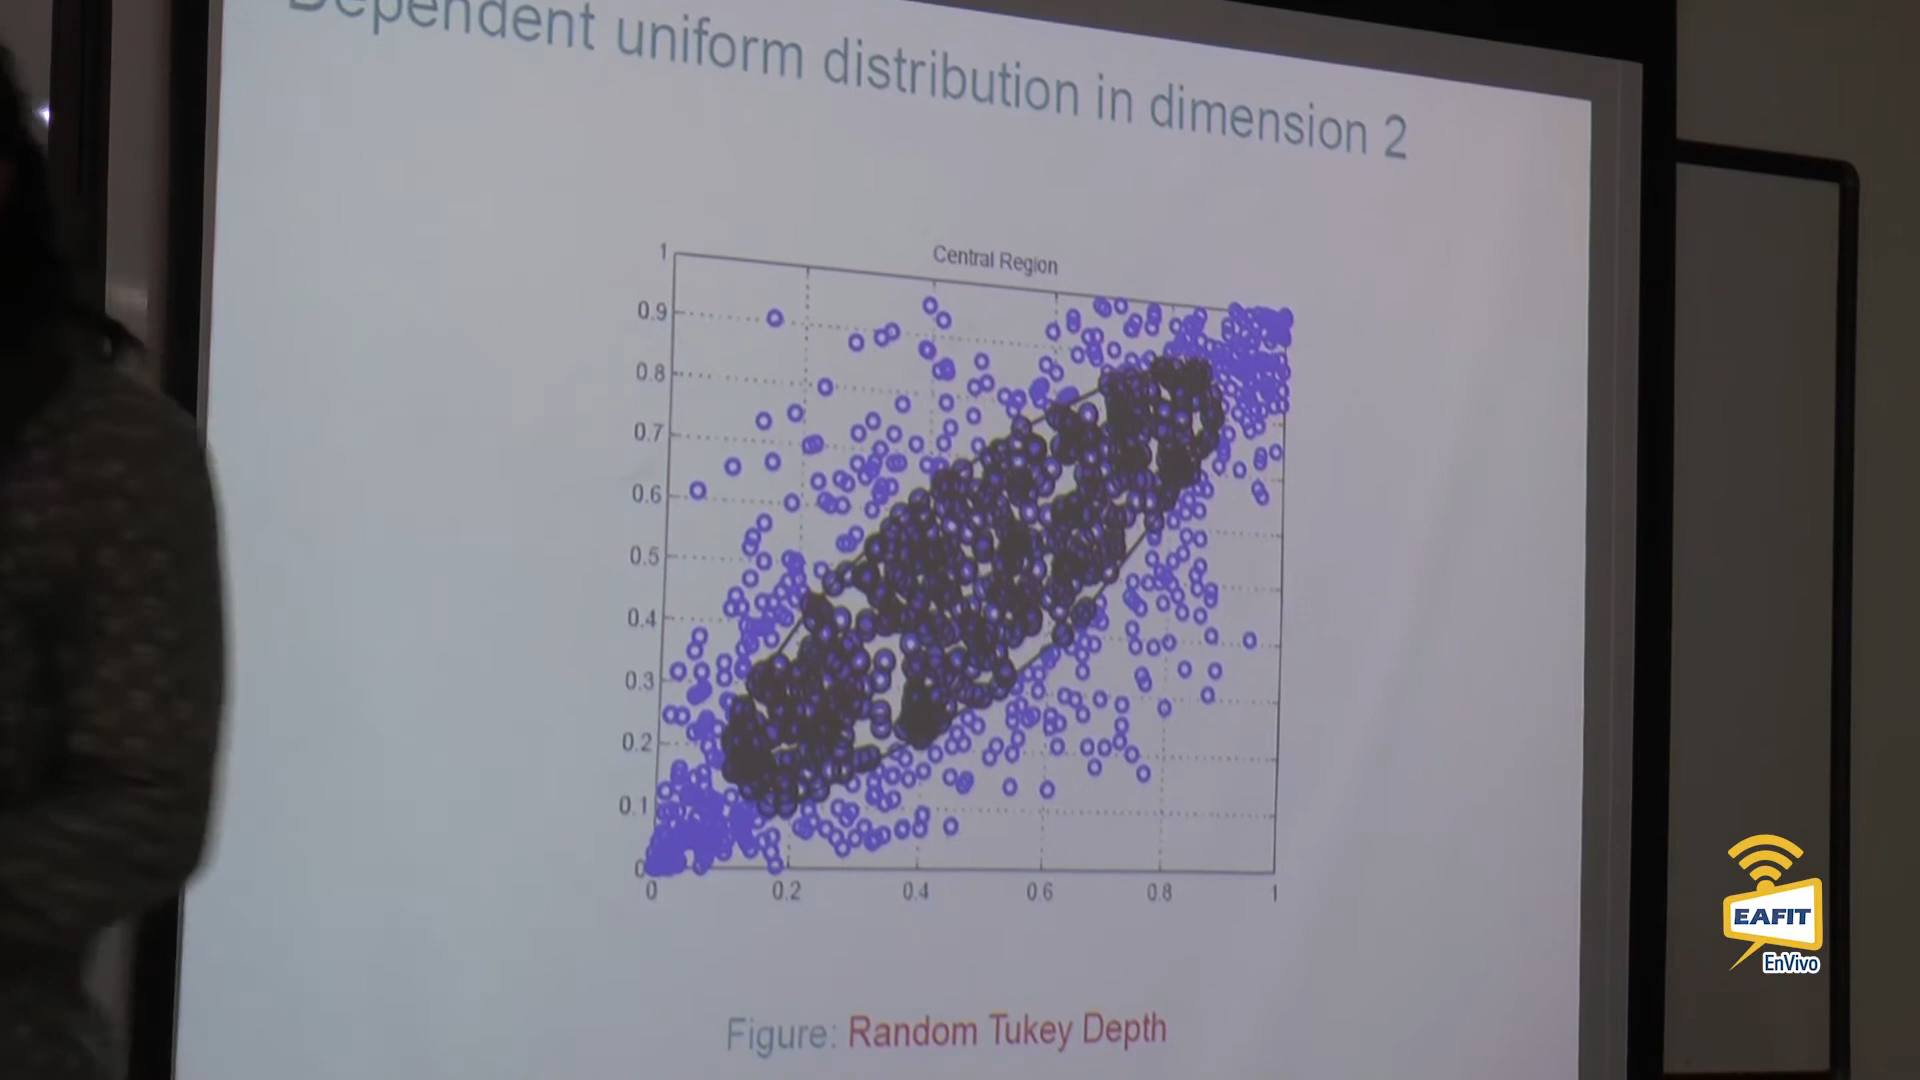 Dependent uniform distribution in dimension 2
Central Region
1
0.9
0.8
0.7
0.6
0.5
0.4
0.3
0.2
0.1
0
0 0.2 0.4 0.6 0.8 1
Figure: Random Tukey Depth
EAFIT
EnVivo